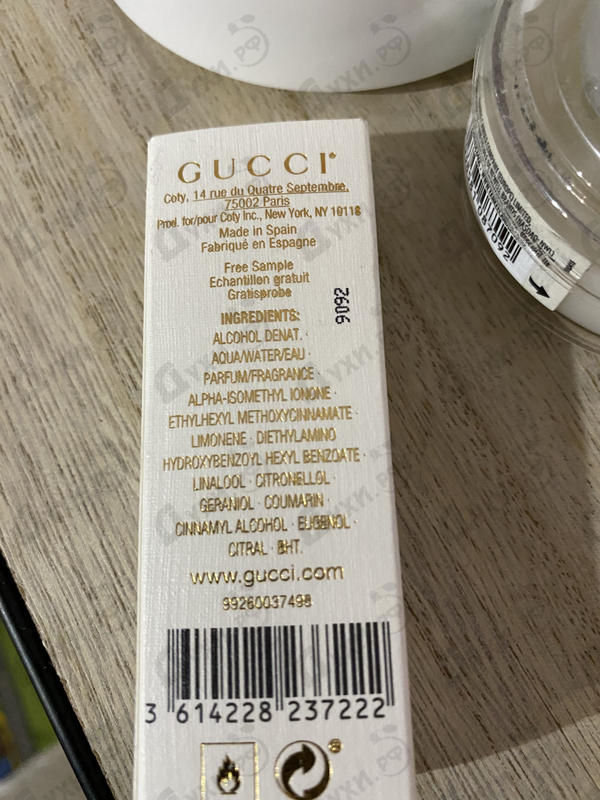 GUCCI
Coty, 14 rue du Quatre Septembre,
75002 Paris
Prod. for/pour Coty Inc., New York, NY 10118
Made in Spain
Fabriqué en Espagne
Free Sample
Echantillon gratuit
Gratisprobe
9092
INGREDIENTS:
ALCOHOL DENAT. ·
AQUA/WATER/EAU ·
PARFUM/FRAGRANCE ·
ALPHA-ISOMETHYL IONONE ·
ETHYLHEXYL METHOXYCINNAMATE ·
LIMONENE · DIETHYLAMINO
HYDROXYBENZOYL HEXYL BENZOATE ·
LINALOOL · CITRONELLOL ·
GERANIOL · COUMARIN ·
CINNAMYL ALCOHOL · EUGENOL ·
CITRAL · BHT.
www.gucci.com
99260037498
3 614228 237222
Духи.РФ